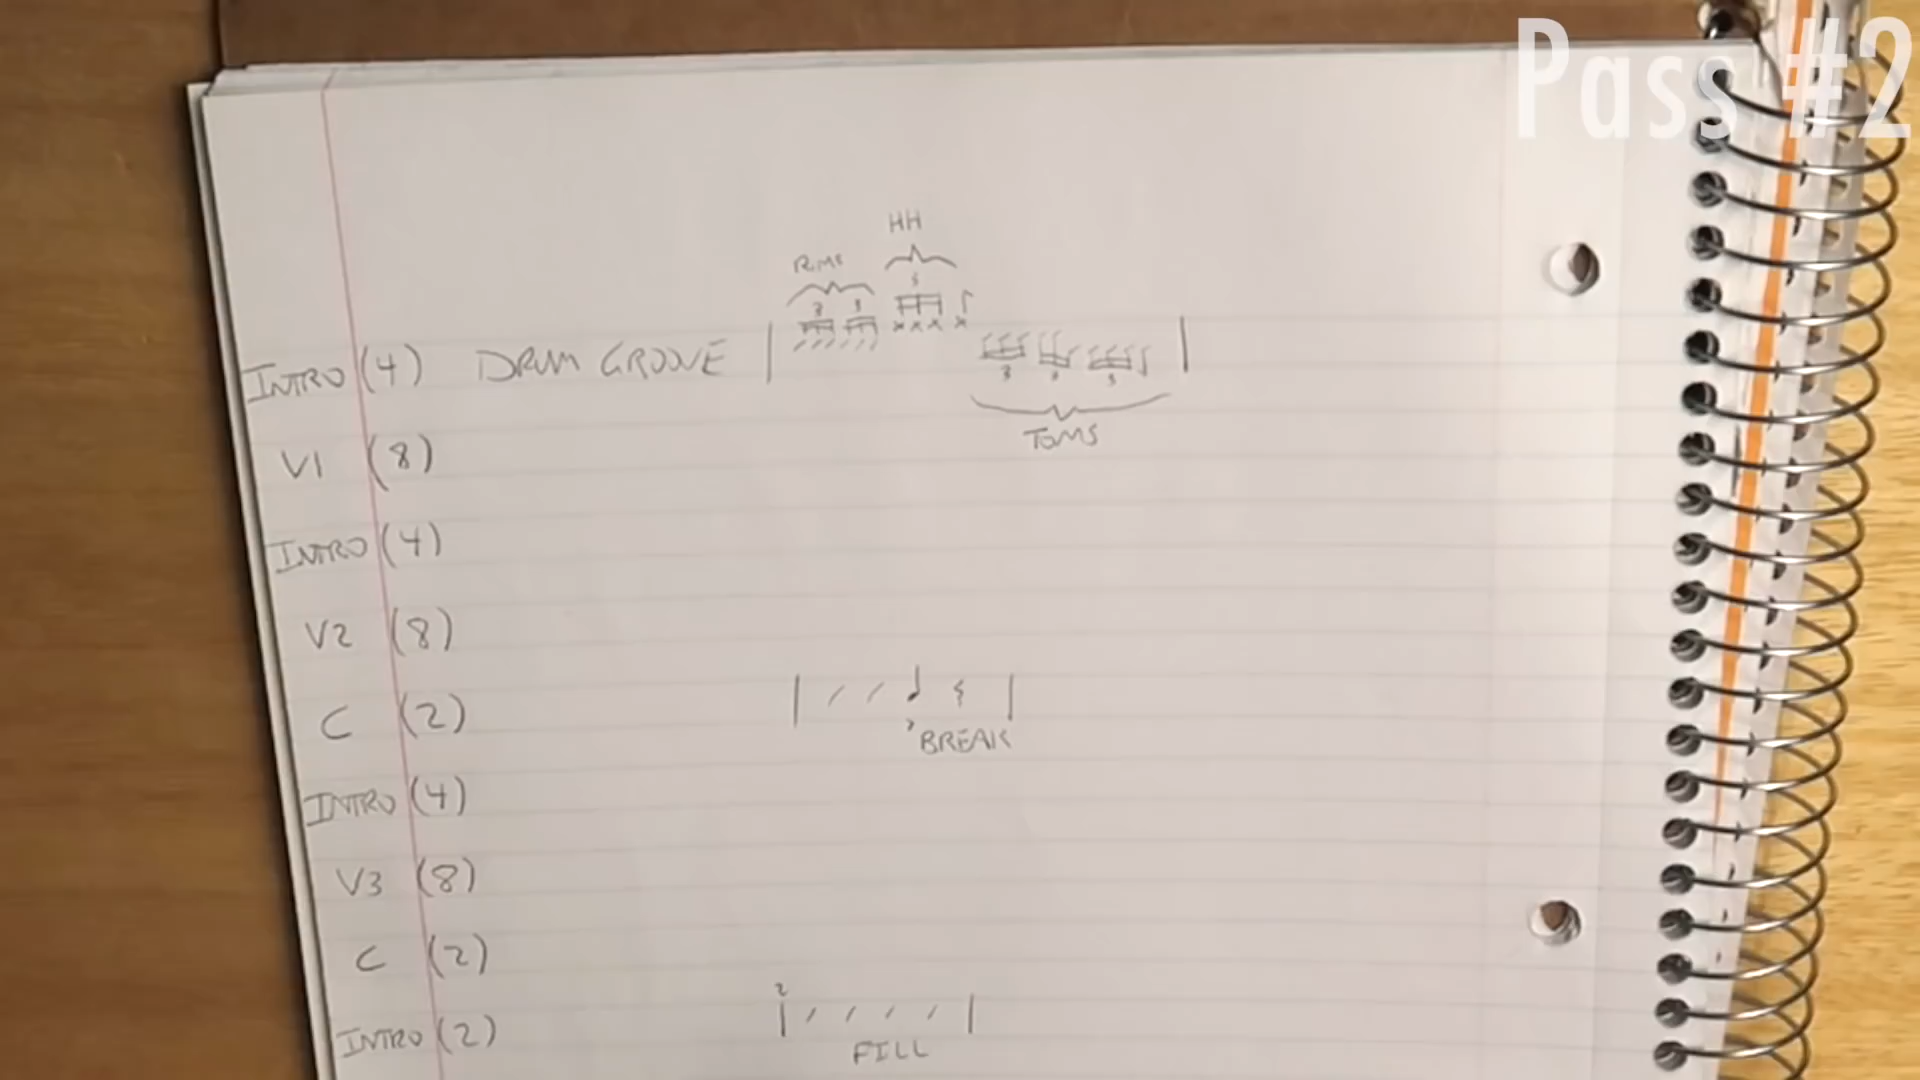 Pass #2
HH
RIMS
INTRO (4) DRUM GROOVE
TOMS
V1 (8)
INTRO (4)
V2 (8)
C (2)
BREAK
INTRO (4)
V3 (8)
C (2)
2
INTRO (2)
FILL